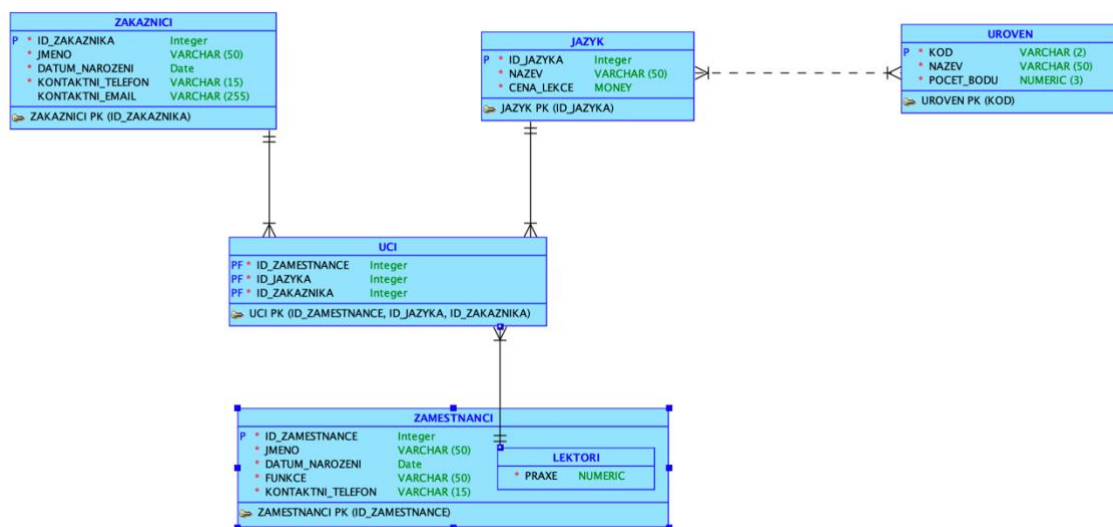 ZAKAZNICI
P * ID_ZAKAZNIKA Integer
* JMENO VARCHAR (50)
* DATUM_NAROZENI Date
* KONTAKTNI_TELEFON VARCHAR (15)
KONTAKTNI_EMAIL VARCHAR (255)
ZAKAZNICI PK (ID_ZAKAZNIKA)
JAZYK
P * ID_JAZYKA Integer
* NAZEV VARCHAR (50)
* CENA_LEKCE MONEY
JAZYK PK (ID_JAZYKA)
UROVEN
P * KOD VARCHAR (2)
* NAZEV VARCHAR (50)
* POCET_BODU NUMERIC (3)
UROVEN PK (KOD)
UCI
PF * ID_ZAMESTNANCE Integer
PF * ID_JAZYKA Integer
PF * ID_ZAKAZNIKA Integer
UCI PK (ID_ZAMESTNANCE, ID_JAZYKA, ID_ZAKAZNIKA)
ZAMESTNANCI
P * ID_ZAMESTNANCE Integer
* JMENO VARCHAR (50)
* DATUM_NAROZENI Date
* FUNKCE VARCHAR (50)
* KONTAKTNI_TELEFON VARCHAR (15)
ZAMESTNANCI PK (ID_ZAMESTNANCE)
LEKTORI
* PRAXE NUMERIC